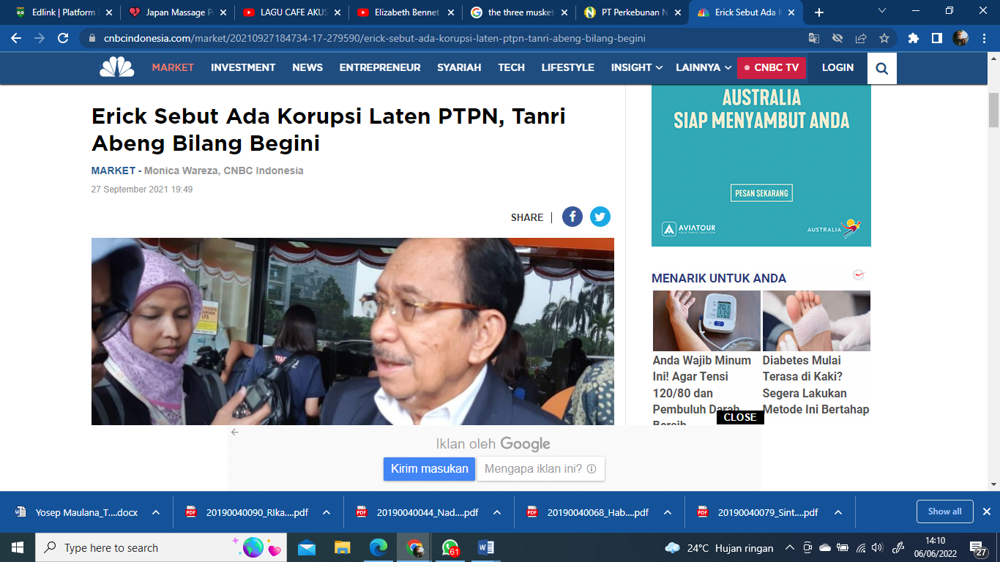 Edlink | Platform
Japan Massage P
LAGU CAFE AKUS
Elizabeth Bennet
the three musket
PT Perkebunan N
Erick Sebut Ada K
cnbcindonesia.com/market/20210927184734-17-279590/erick-sebut-ada-korupsi-laten-ptpn-tanri-abeng-bilang-begini
MARKET INVESTMENT NEWS ENTREPRENEUR SYARIAH TECH LIFESTYLE INSIGHT LAINNYA CNBC TV LOGIN
Erick Sebut Ada Korupsi Laten PTPN, Tanri
Abeng Bilang Begini
MARKET - Monica Wareza, CNBC Indonesia
27 September 2021 19:49
SHARE
AUSTRALIA
SIAP MENYAMBUT ANDA
PESAN SEKARANG
AVIATOUR
AUSTRALIA
MENARIK UNTUK ANDA
Anda Wajib Minum
Ini! Agar Tensi
120/80 dan
Pembuluh Darah
Bersih
Diabetes Mulai
Terasa di Kaki?
Segera Lakukan
Metode Ini Bertahap
CLOSE
Iklan oleh Google
Kirim masukan
Mengapa iklan ini?
Yosep Maulana_T....docx
20190040090_RIka....pdf
20190040044_Nad....pdf
20190040068_Hab....pdf
20190040079_Sint....pdf
Show all
Type here to search
61
24°C Hujan ringan
14:10
06/06/2022
27